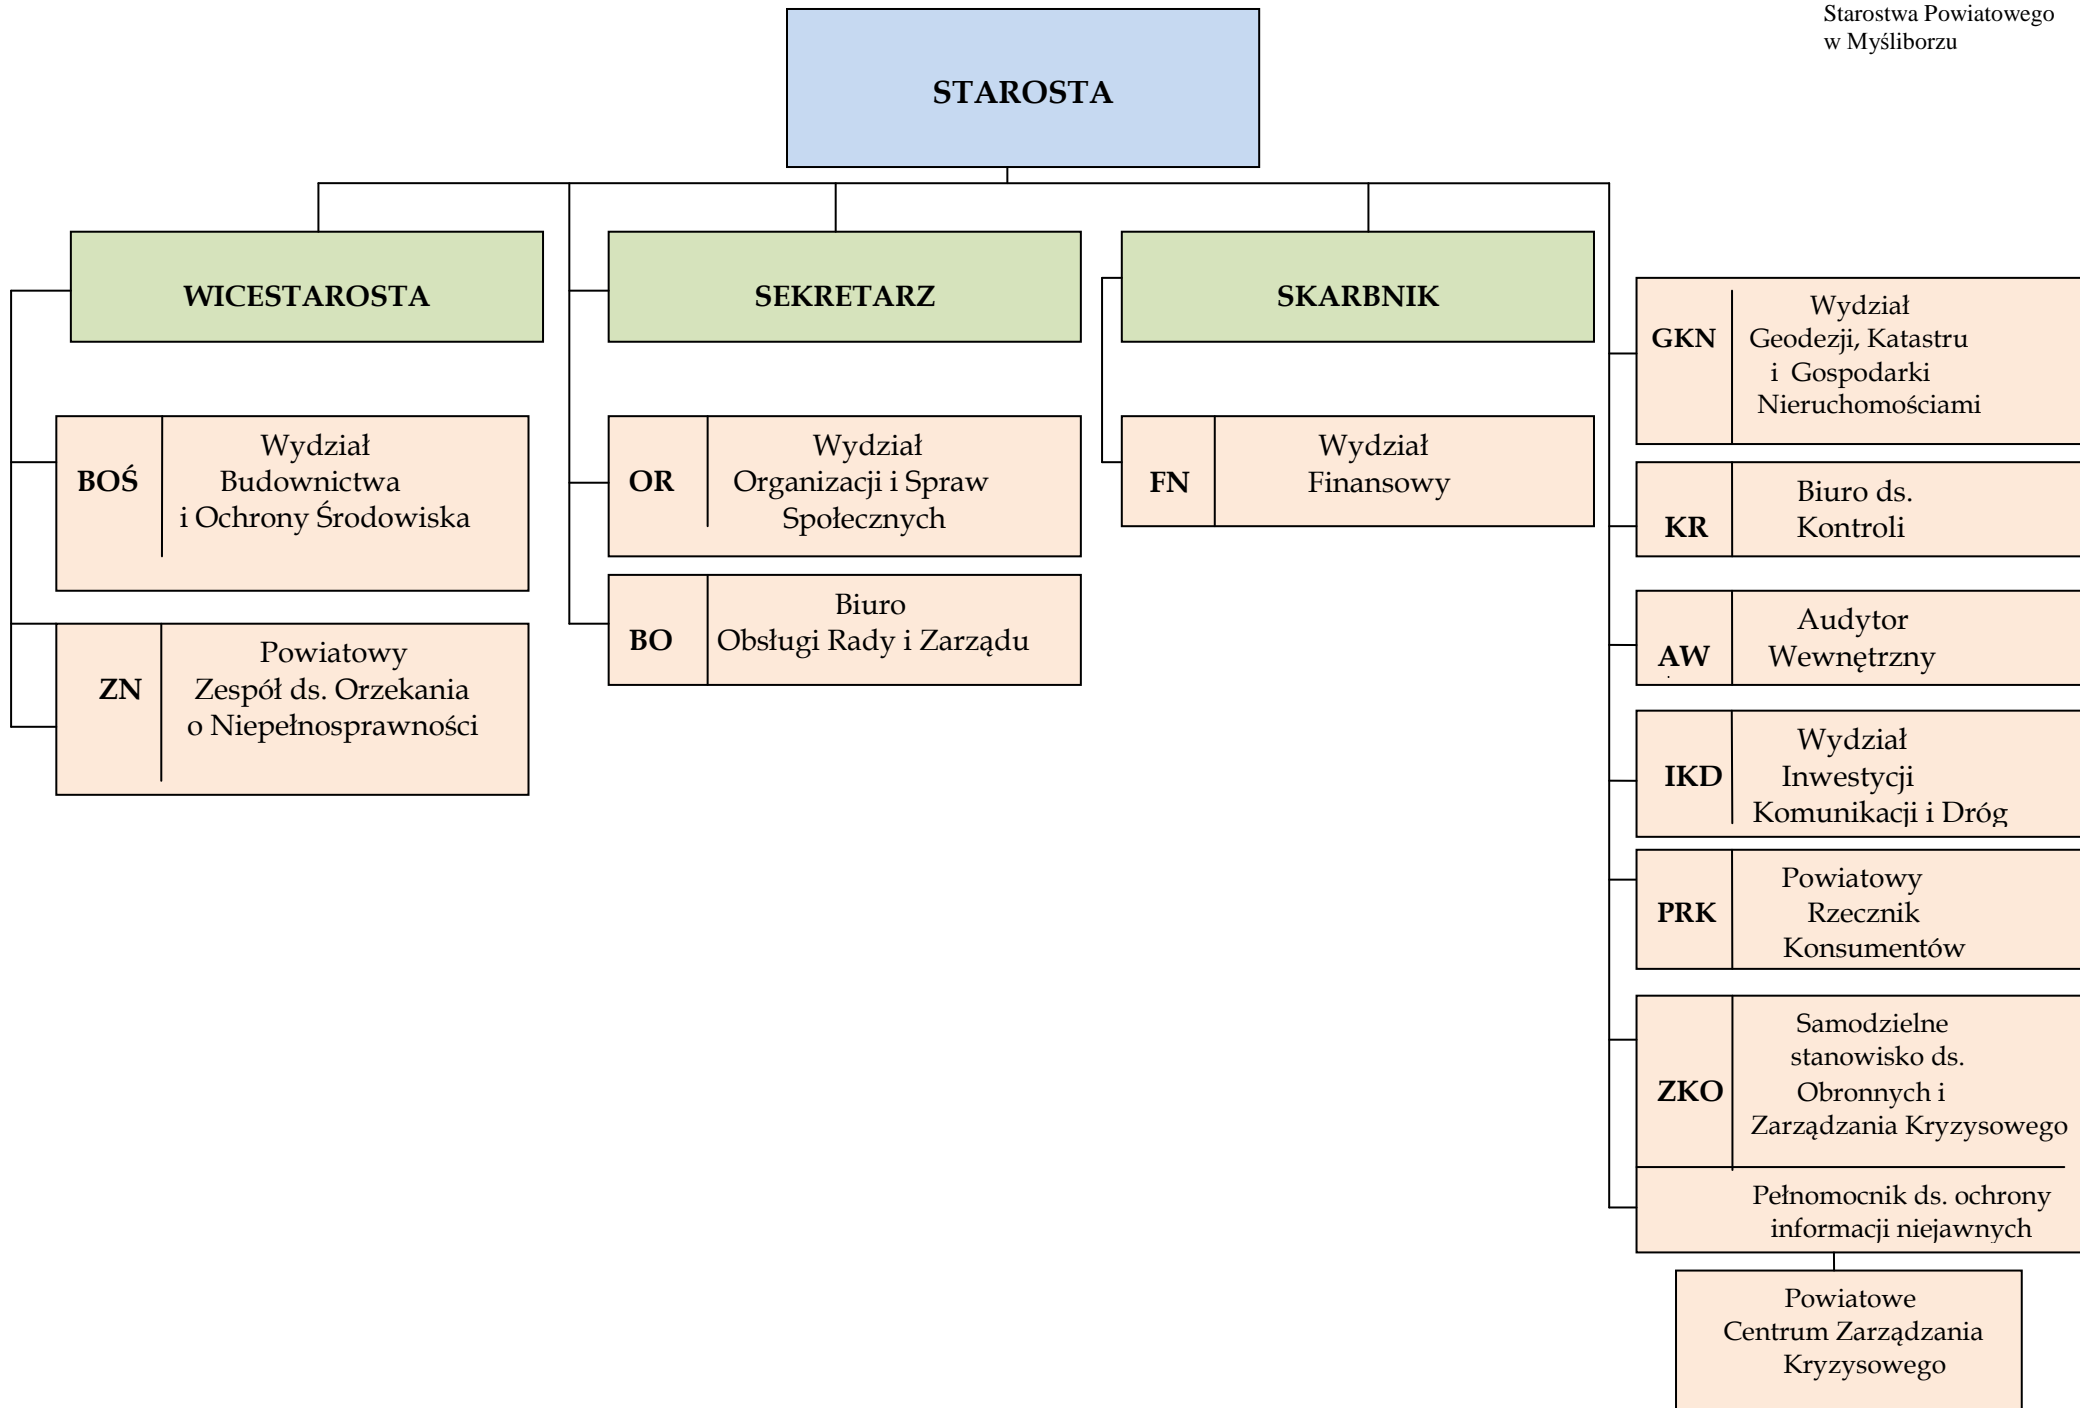 Starostwa Powiatowego
w Myśliborzu
STAROSTA
WICESTAROSTA
SEKRETARZ
SKARBNIK
BOŚ
Wydział
Budownictwa
i Ochrony Środowiska
ZN
Powiatowy
Zespół ds. Orzekania
o Niepełnosprawności
OR
Wydział
Organizacji i Spraw
Społecznych
BO
Biuro
Obsługi Rady i Zarządu
FN
Wydział
Finansowy
GKN
Wydział
Geodezji, Katastru
i Gospodarki
Nieruchomościami
KR
Biuro ds.
Kontroli
AW
Audytor
Wewnętrzny
IKD
Wydział
Inwestycji
Komunikacji i Dróg
PRK
Powiatowy
Rzecznik
Konsumentów
ZKO
Samodzielne
stanowisko ds.
Obronnych i
Zarządzania Kryzysowego
Pełnomocnik ds. ochrony
informacji niejawnych
Powiatowe
Centrum Zarządzania
Kryzysowego